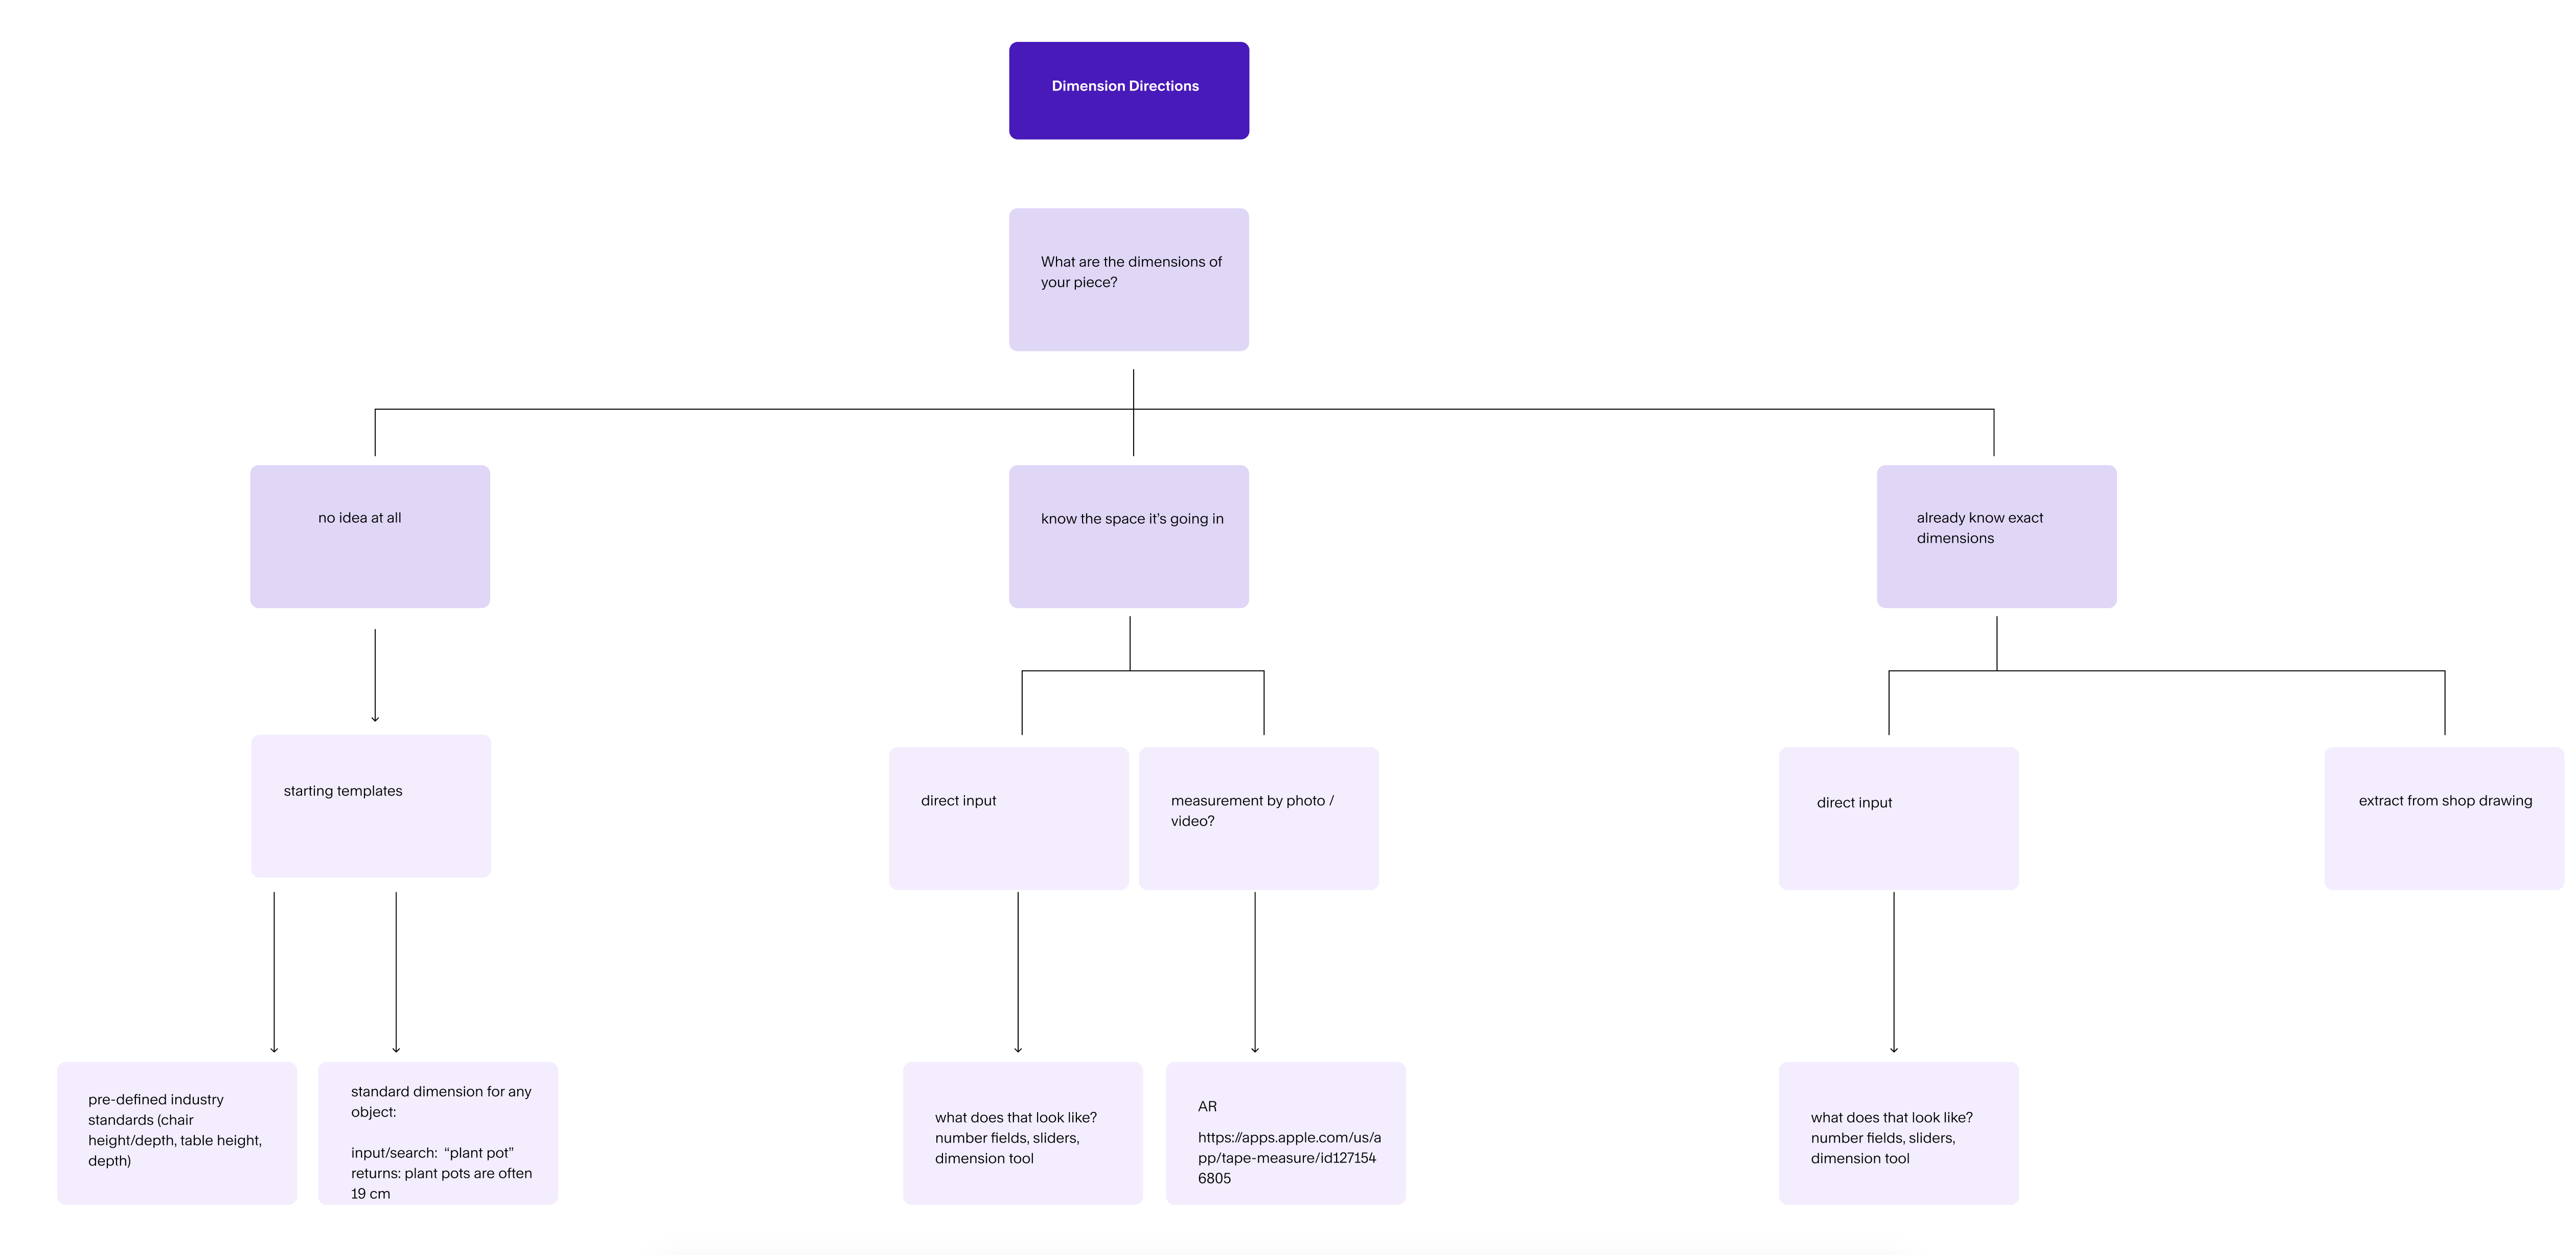 Dimension Directions
What are the dimensions of
your piece?
no idea at all
know the space it's going in
already know exact
dimensions
starting templates
direct input
measurement by photo /
video?
direct input
extract from shop drawing
pre-defined industry
standards (chair
height/depth, table height,
depth)
standard dimension for any
object:
input/search:  “plant pot”
returns: plant pots are often
19 cm
what does that look like?
number fields, sliders,
dimension tool
AR
https://apps.apple.com/us/a
pp/tape-measure/id127154
6805
what does that look like?
number fields, sliders,
dimension tool